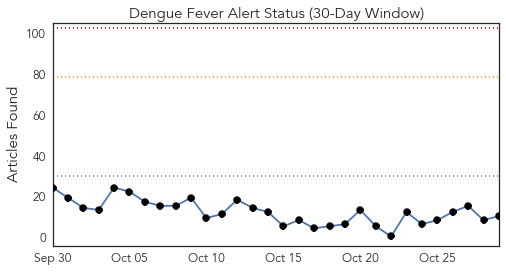 Dengue Fever Alert Status (30-Day Window)
Articles Found
100
80
60
40
20
0
Sep 30
Oct 05
Oct 10
Oct 15
Oct 20
Oct 25